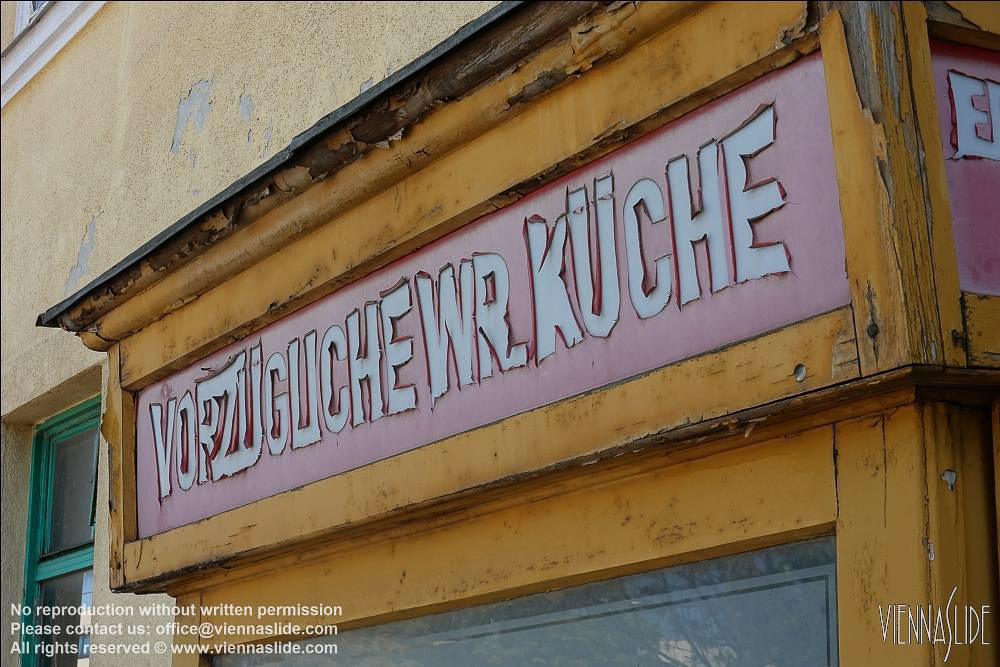 VORZÜGLICHE WR. KÜCHE
E
No reproduction without written permission
Please contact us: office@viennaslide.com
All rights reserved © www.viennaslide.com
VIENNASLIDE